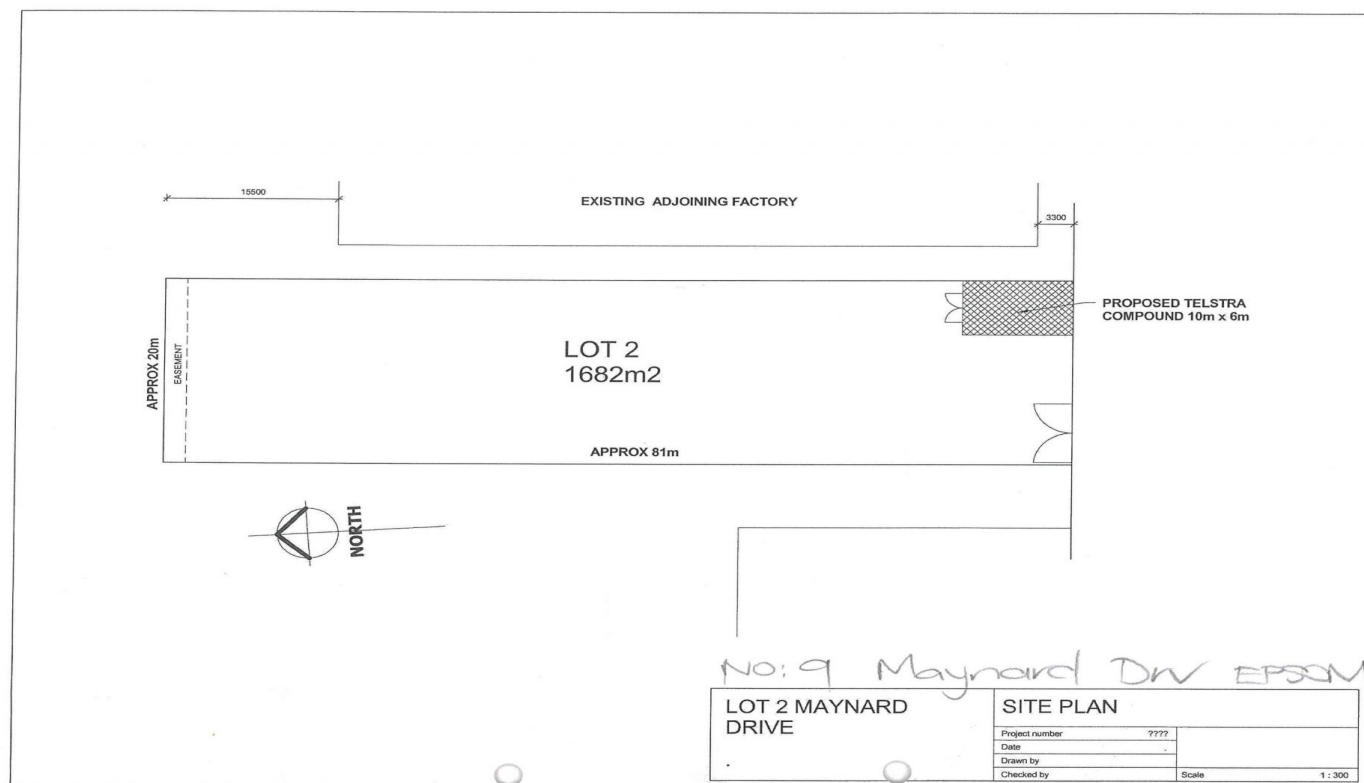 15500
EXISTING ADJOINING FACTORY
3300
PROPOSED TELSTRA
COMPOUND 10m x 6m
APPROX 20m
EASEMENT
LOT 2
1682m2
APPROX 81m
NORTH
No: 9 Maynard Drv EPSOM
LOT 2 MAYNARD
DRIVE
.
SITE PLAN
Project number ????
Date .
Drawn by
Checked by
Scale 1 : 300